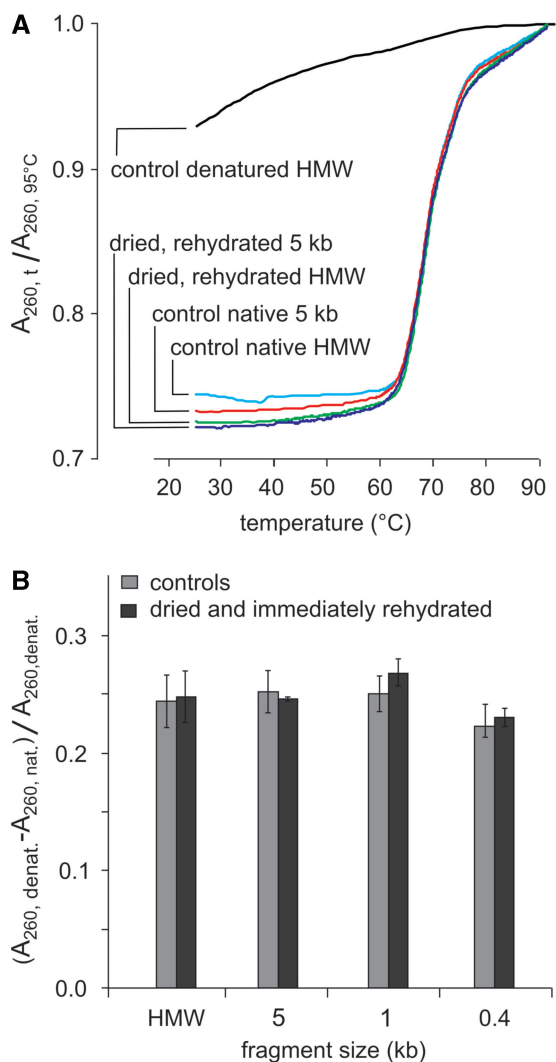 A
1.0
0.9
0.8
0.7
A260, t /A260, 95°C
control denatured HMW
dried, rehydrated 5 kb
dried, rehydrated HMW
control native 5 kb
control native HMW
20 30 40 50 60 70 80 90
temperature (°C)
B
controls
dried and immediately rehydrated
0.3
0.2
0.1
0.0
(A260, denat.-A260, nat.) / A260,denat.
HMW 5 1 0.4
fragment size (kb)